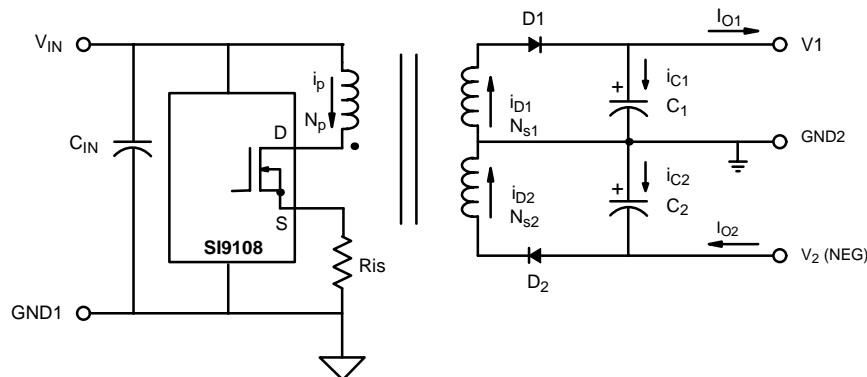 D1
I_O1
V_IN
V1
i_p
N_p
i_D1
N_s1
+
i_C1
C_1
D
C_IN
GND2
i_D2
N_s2
+
i_C2
C_2
S
I_O2
SI9108
Ris
D_2
V_2 (NEG)
GND1